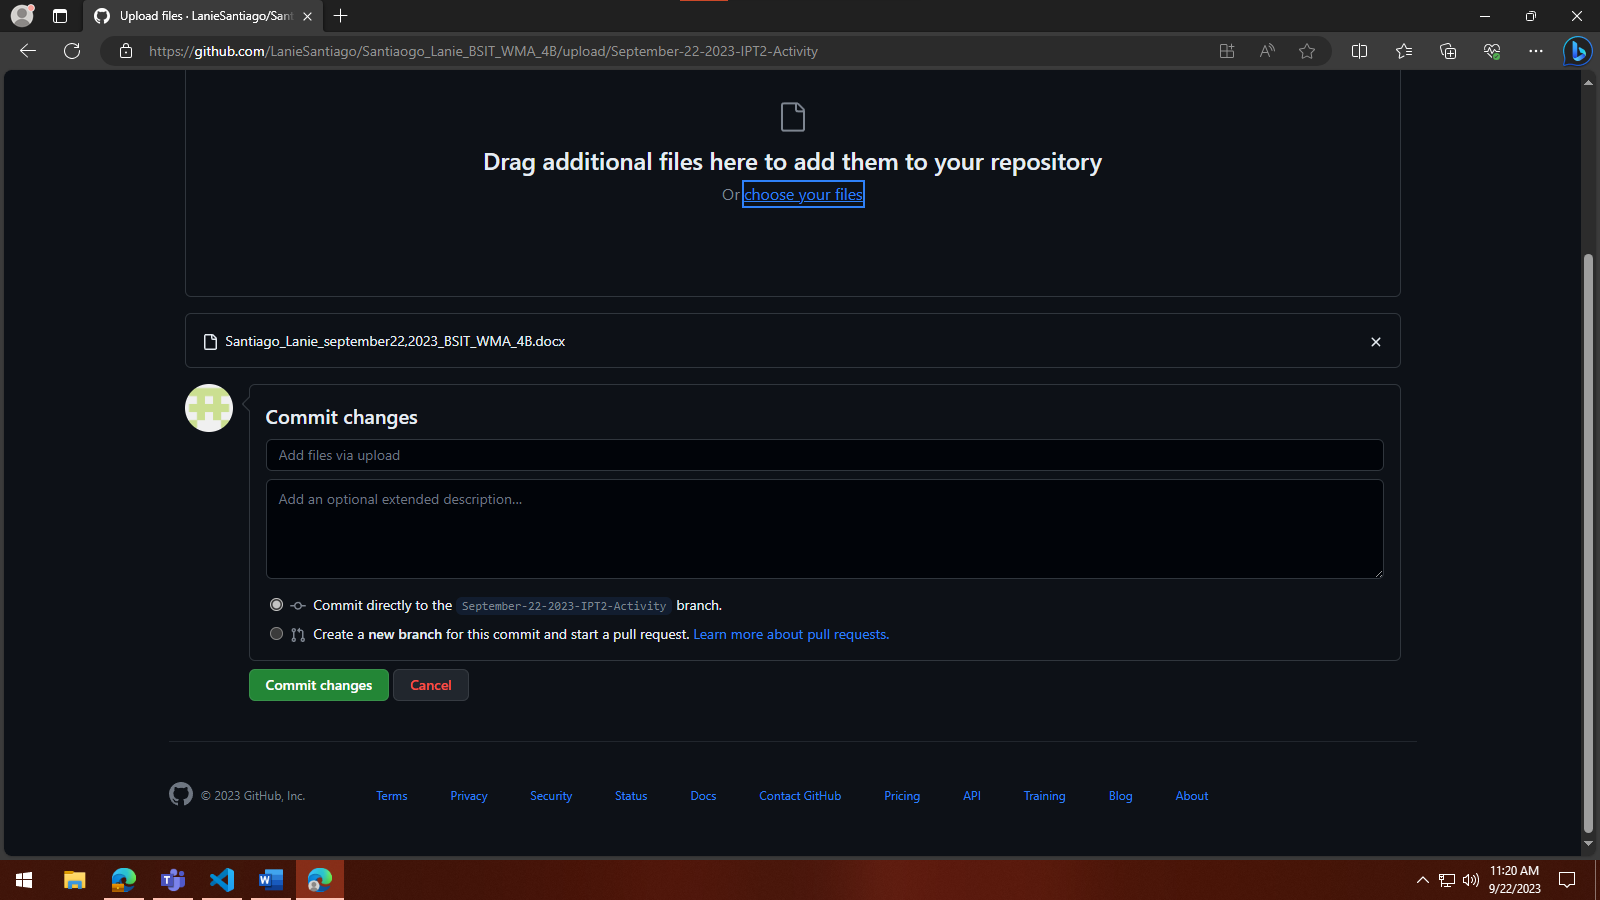 Upload files · LanieSantiago/Sant
https://github.com/LanieSantiago/Santiaogo_Lanie_BSIT_WMA_4B/upload/September-22-2023-IPT2-Activity
Drag additional files here to add them to your repository
Or choose your files
Santiago_Lanie_september22,2023_BSIT_WMA_4B.docx
Commit changes
Add files via upload
Add an optional extended description...
Commit directly to the September-22-2023-IPT2-Activity branch.
Create a new branch for this commit and start a pull request. Learn more about pull requests.
Commit changes Cancel
© 2023 GitHub, Inc. Terms Privacy Security Status Docs Contact GitHub Pricing API Training Blog About
11:20 AM
9/22/2023